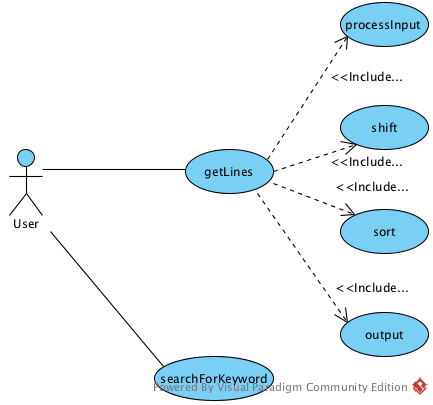 processInput
<<Include...
shift
<<Include...
getLines
<<Include...
User
sort
<<Include...
output
searchForKeyword
Powered By Visual Paradigm Community Edition